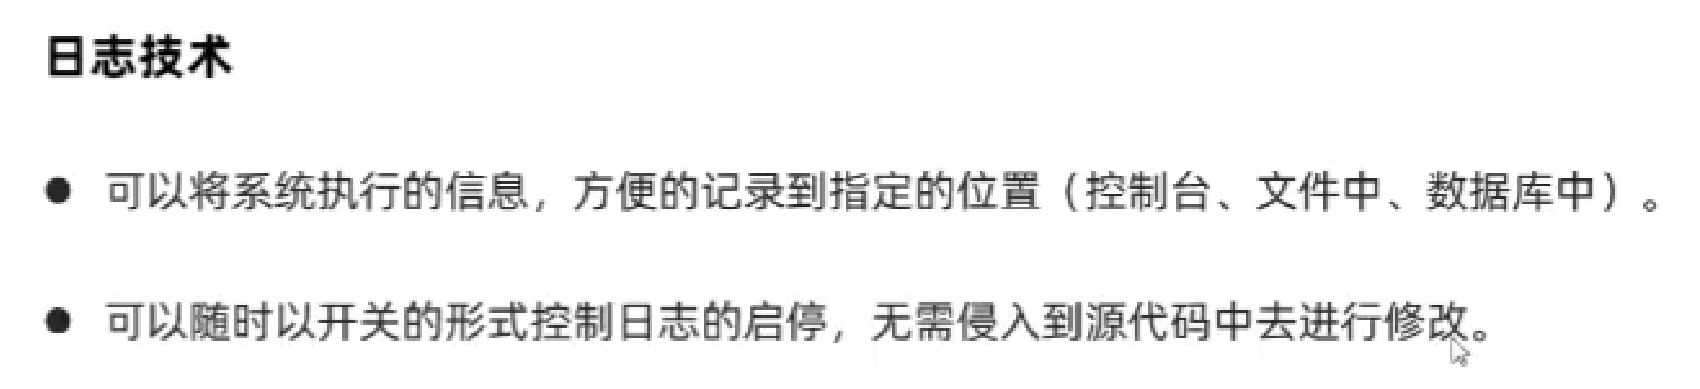 日志技术
● 可以将系统执行的信息，方便的记录到指定的位置（控制台、文件中、数据库中）。
● 可以随时以开关的形式控制日志的启停，无需侵入到源代码中去进行修改。